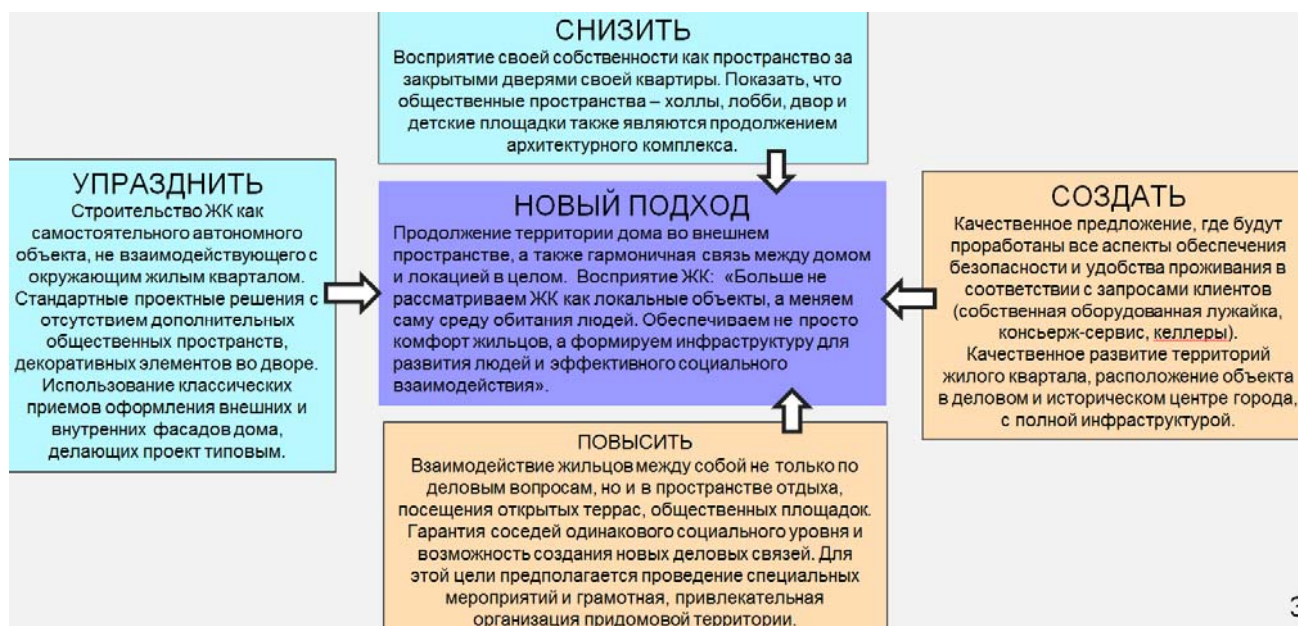 СНИЗИТЬ
Восприятие своей собственности как пространство за
закрытыми дверями своей квартиры. Показать, что
общественные пространства – холлы, лобби, двор и
детские площадки также являются продолжением
архитектурного комплекса.
УПРАЗДНИТЬ
Строительство ЖК как
самостоятельного автономного
объекта, не взаимодействующего с
окружающим жилым кварталом.
Стандартные проектные решения с
отсутствием дополнительных
общественных пространств,
декоративных элементов во дворе.
Использование классических
приемов оформления внешних и
внутренних фасадов дома,
делающих проект типовым.
НОВЫЙ ПОДХОД
Продолжение территории дома во внешнем
пространстве, а также гармоничная связь между домом
и локацией в целом. Восприятие ЖК: «Больше не
рассматриваем ЖК как локальные объекты, а меняем
саму среду обитания людей. Обеспечиваем не просто
комфорт жильцов, а формируем инфраструктуру для
развития людей и эффективного социального
взаимодействия».
СОЗДАТЬ
Качественное предложение, где будут
проработаны все аспекты обеспечения
безопасности и удобства проживания в
соответствии с запросами клиентов
(собственная оборудованная лужайка,
консьерж-сервис, келлеры).
Качественное развитие территорий
жилого квартала, расположение объекта
в деловом и историческом центре города,
с полной инфраструктурой.
ПОВЫСИТЬ
Взаимодействие жильцов между собой не только по
деловым вопросам, но и в пространстве отдыха,
посещения открытых террас, общественных площадок.
Гарантия соседей одинакового социального уровня и
возможность создания новых деловых связей. Для
этой цели предполагается проведение специальных
мероприятий и грамотная, привлекательная
организация придомовой территории.
3